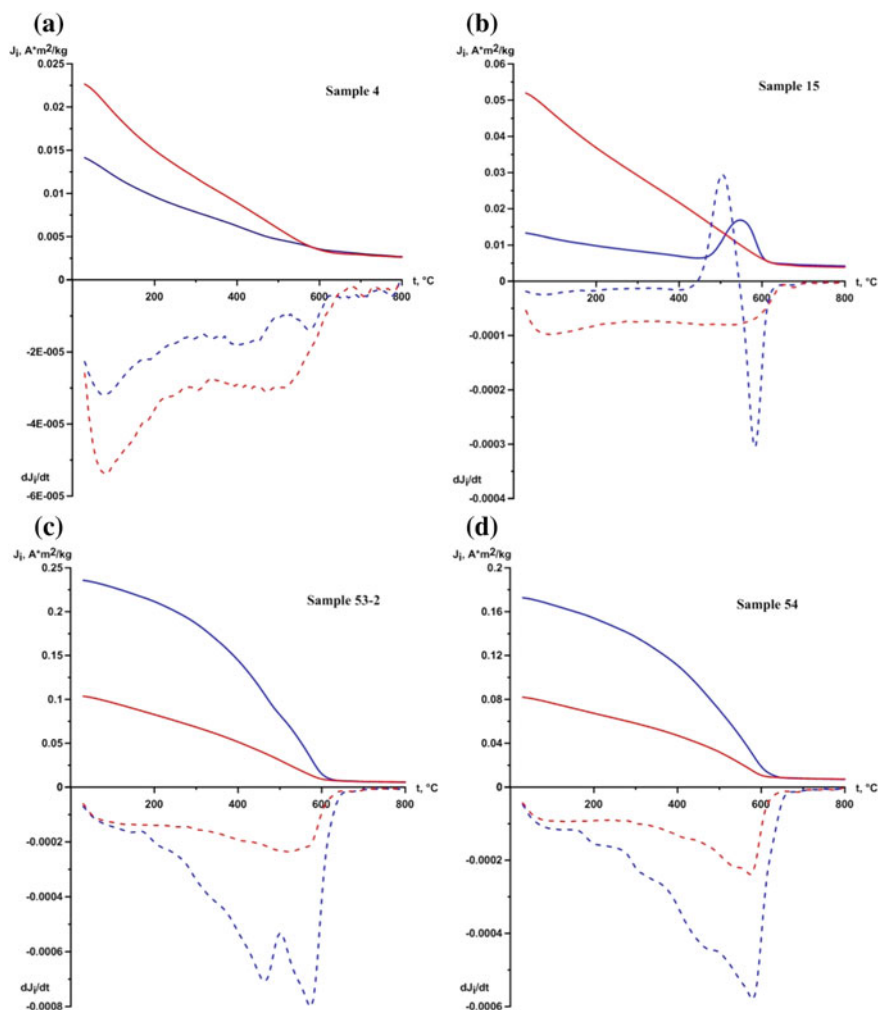 (a)
Jᵢ, A*m²/kg
0.025
0.02
0.015
0.01
0.005
0
-2E-005
-4E-005
-6E-005
dJᵢ/dt
Sample 4
200
400
600
800
t, °C
(b)
Jᵢ, A*m²/kg
0.06
0.05
0.04
0.03
0.02
0.01
0
-0.0001
-0.0002
-0.0003
-0.0004
dJᵢ/dt
Sample 15
200
400
600
800
t, °C
(c)
Jᵢ, A*m²/kg
0.25
0.2
0.15
0.1
0.05
0
-0.0002
-0.0004
-0.0006
-0.0008
dJᵢ/dt
Sample 53-2
200
400
600
800
t, °C
(d)
Jᵢ, A*m²/kg
0.2
0.16
0.12
0.08
0.04
0
-0.0002
-0.0004
-0.0006
dJᵢ/dt
Sample 54
200
400
600
800
t, °C